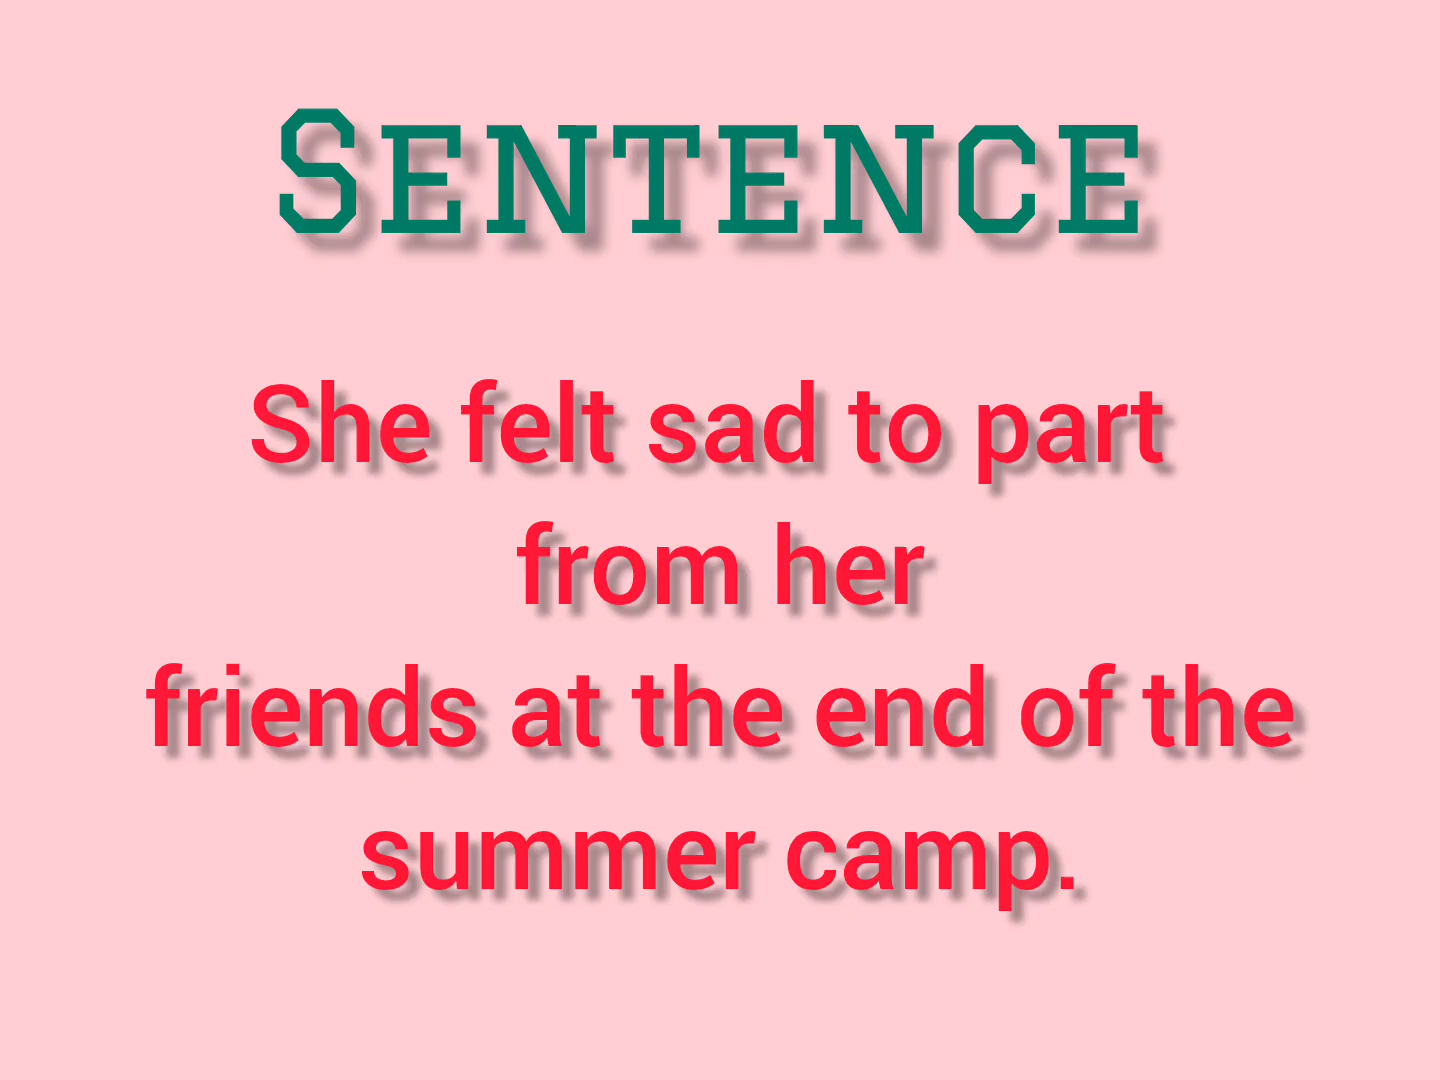 Sentence
She felt sad to part
from her
friends at the end of the
summer camp.